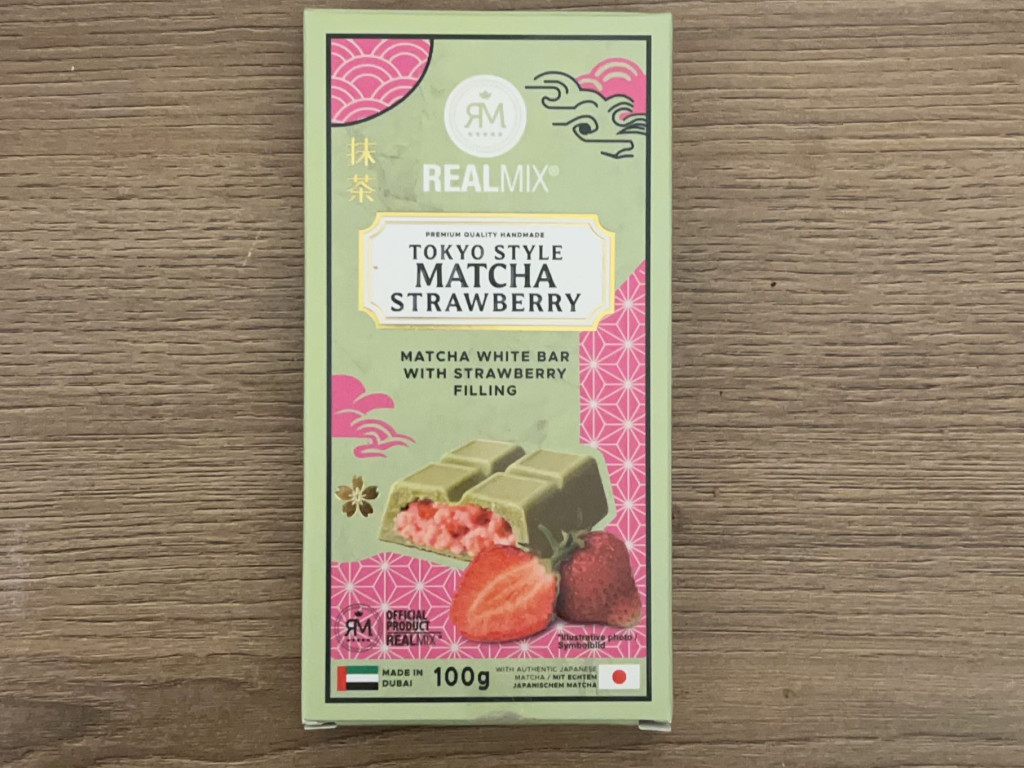 RM
抹茶
REALMIX®
PREMIUM QUALITY HANDMADE
TOKYO STYLE
MATCHA
STRAWBERRY
MATCHA WHITE BAR
WITH STRAWBERRY
FILLING
RM
OFFICIAL
PRODUCT
REALMIX®
*Illustrative photo /
Symbolbild
MADE IN
DUBAI
100g
WITH AUTHENTIC JAPANESE
MATCHA / MIT ECHTEM
JAPANISCHEM MATCHA